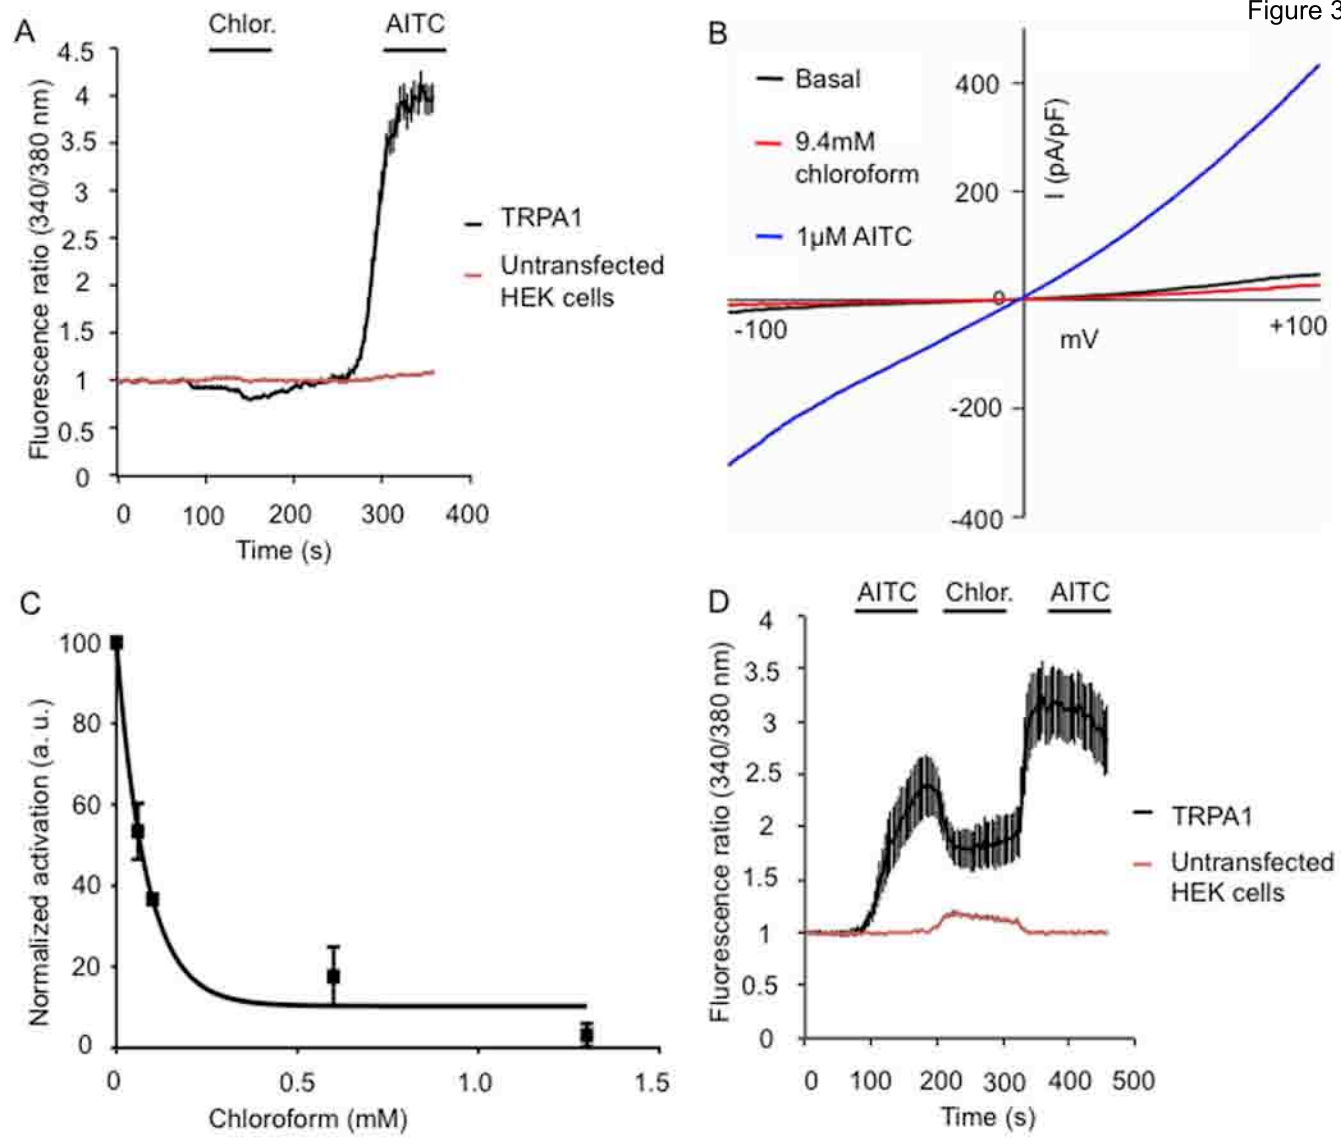 Figure 3
A
Chlor.
AITC
4.5
4
3.5
3
2.5
2
1.5
1
0.5
0
Fluorescence ratio (340/380 nm)
TRPA1
Untransfected
HEK cells
0 100 200 300 400
Time (s)
B
Basal
9.4mM
chloroform
1µM AITC
400
200
0
-200
-400
I (pA/pF)
-100
+100
mV
C
100
80
60
40
20
0
Normalized activation (a. u.)
0 0.5 1.0 1.5
Chloroform (mM)
D
AITC
Chlor.
AITC
4
3.5
3
2.5
2
1.5
1
0.5
0
Fluorescence ratio (340/380 nm)
TRPA1
Untransfected
HEK cells
0 100 200 300 400 500
Time (s)